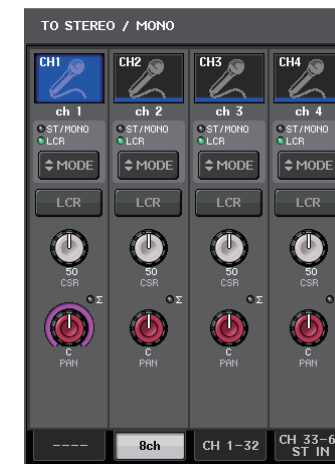 TO STEREO / MONO
CH1 CH2 CH3 CH4
ch 1 ch 2 ch 3 ch 4
ST/MONO ST/MONO ST/MONO ST/MONO
LCR LCR LCR LCR
MODE MODE MODE MODE
LCR LCR LCR LCR
50 50 50 50
CSR CSR CSR CSR
Σ Σ Σ
C C C C
PAN PAN PAN PAN
---- 8ch CH 1-32 CH 33-6
ST IN